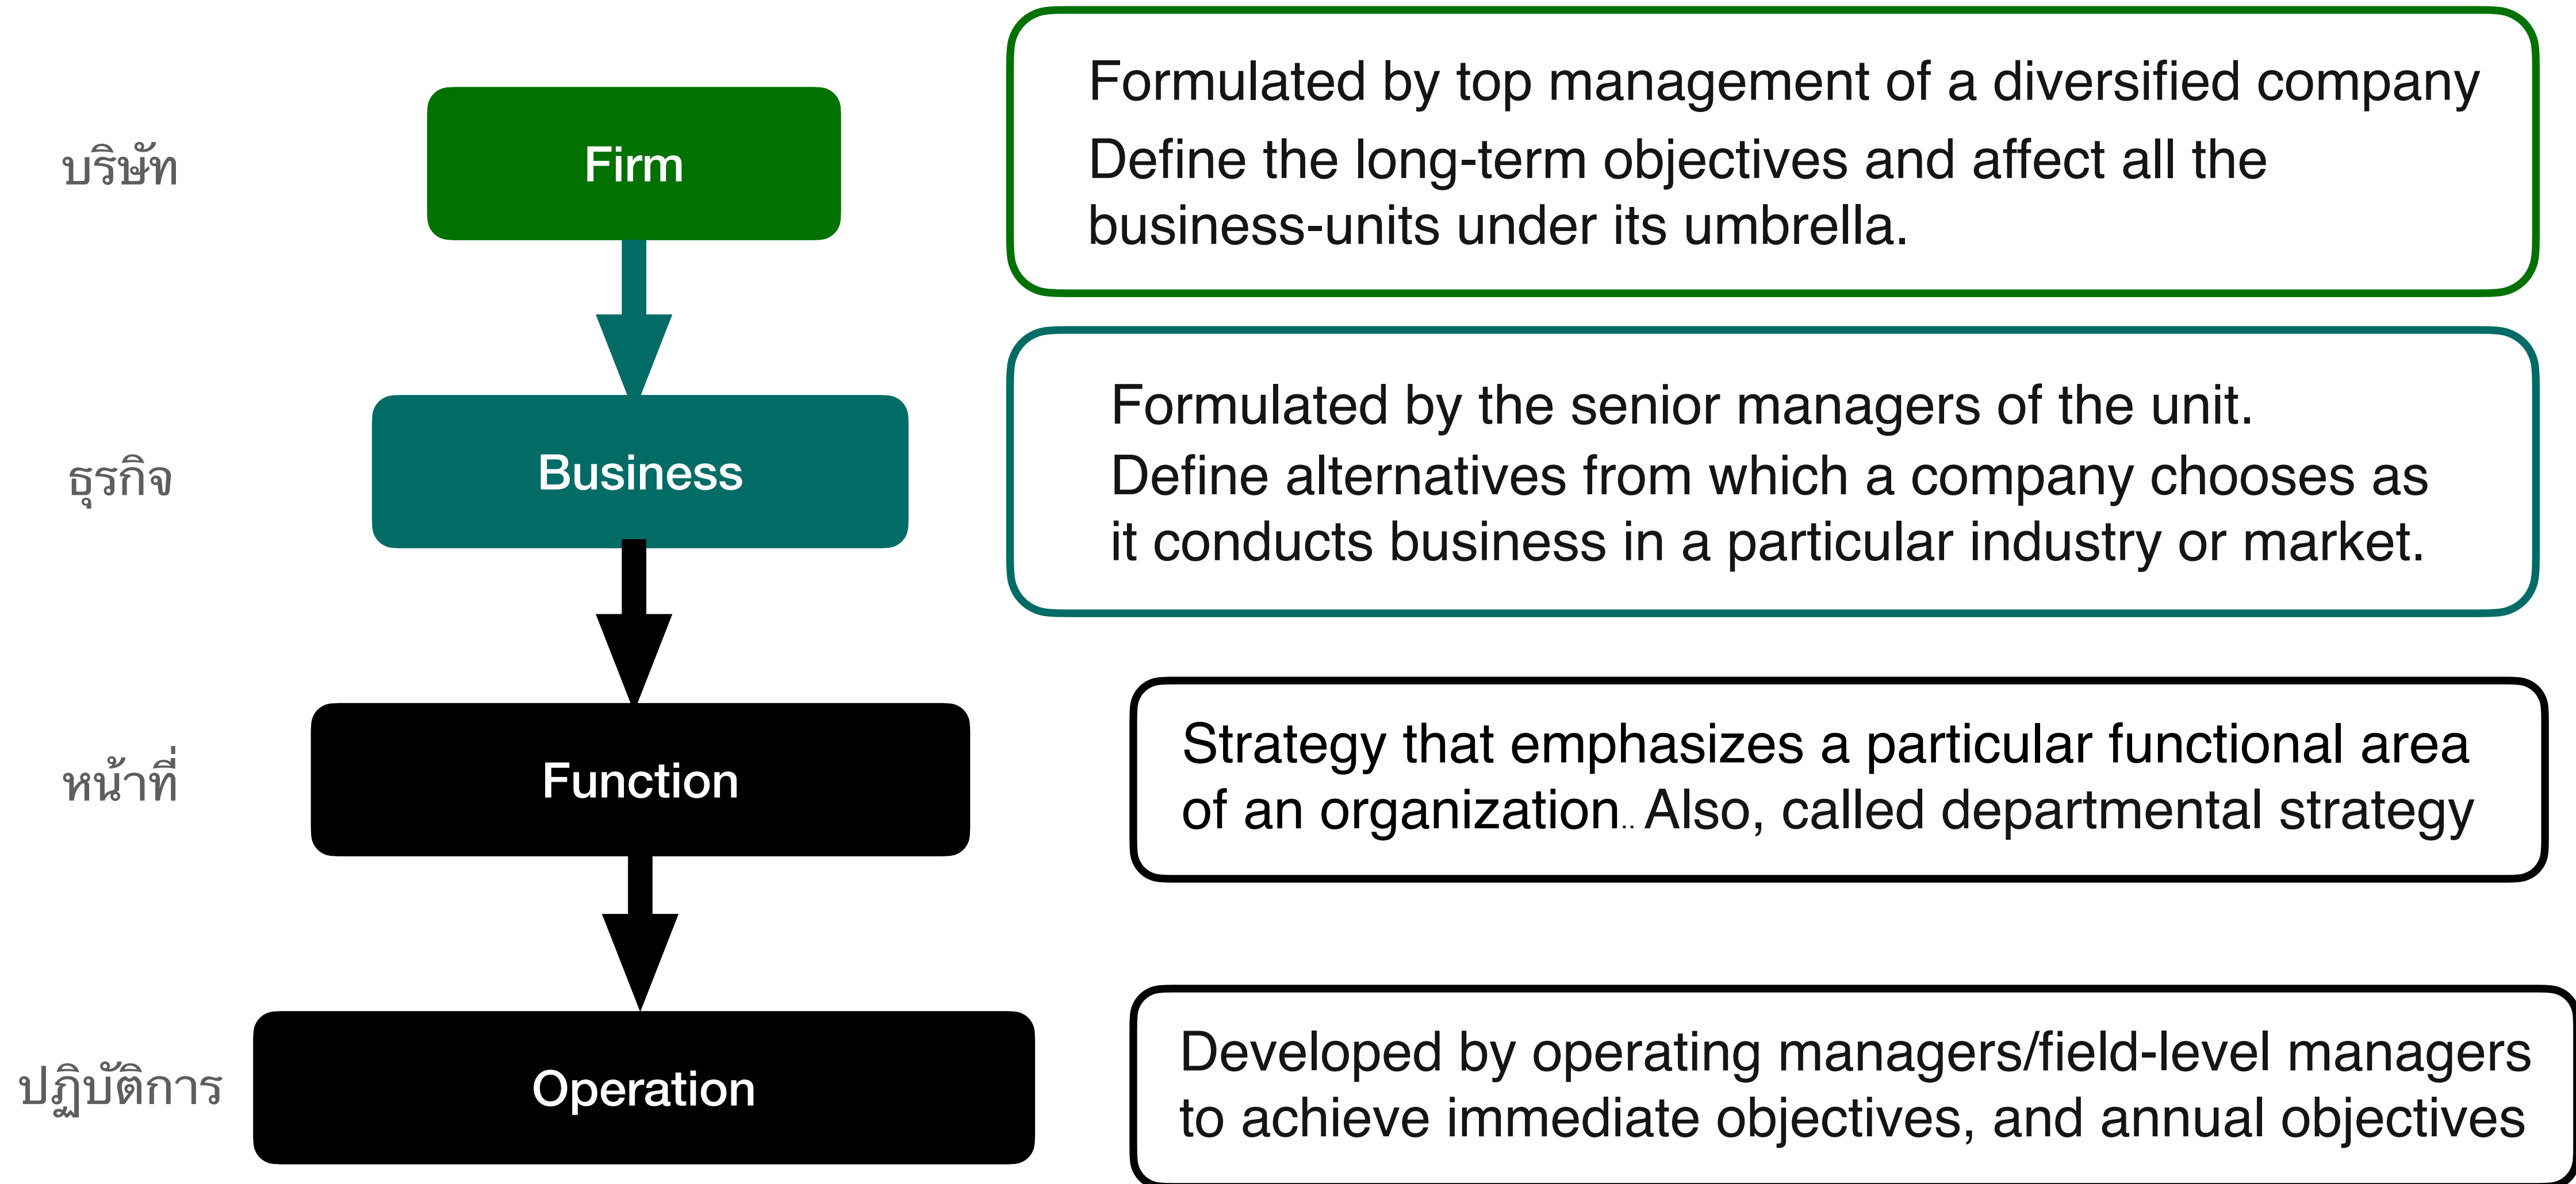 บริษัท
Firm
Formulated by top management of a diversified company
Define the long-term objectives and affect all the
business-units under its umbrella.
ธุรกิจ
Business
Formulated by the senior managers of the unit.
Define alternatives from which a company chooses as
it conducts business in a particular industry or market.
หน้าที่
Function
Strategy that emphasizes a particular functional area
of an organization.. Also, called departmental strategy
ปฏิบัติการ
Operation
Developed by operating managers/field-level managers
to achieve immediate objectives, and annual objectives